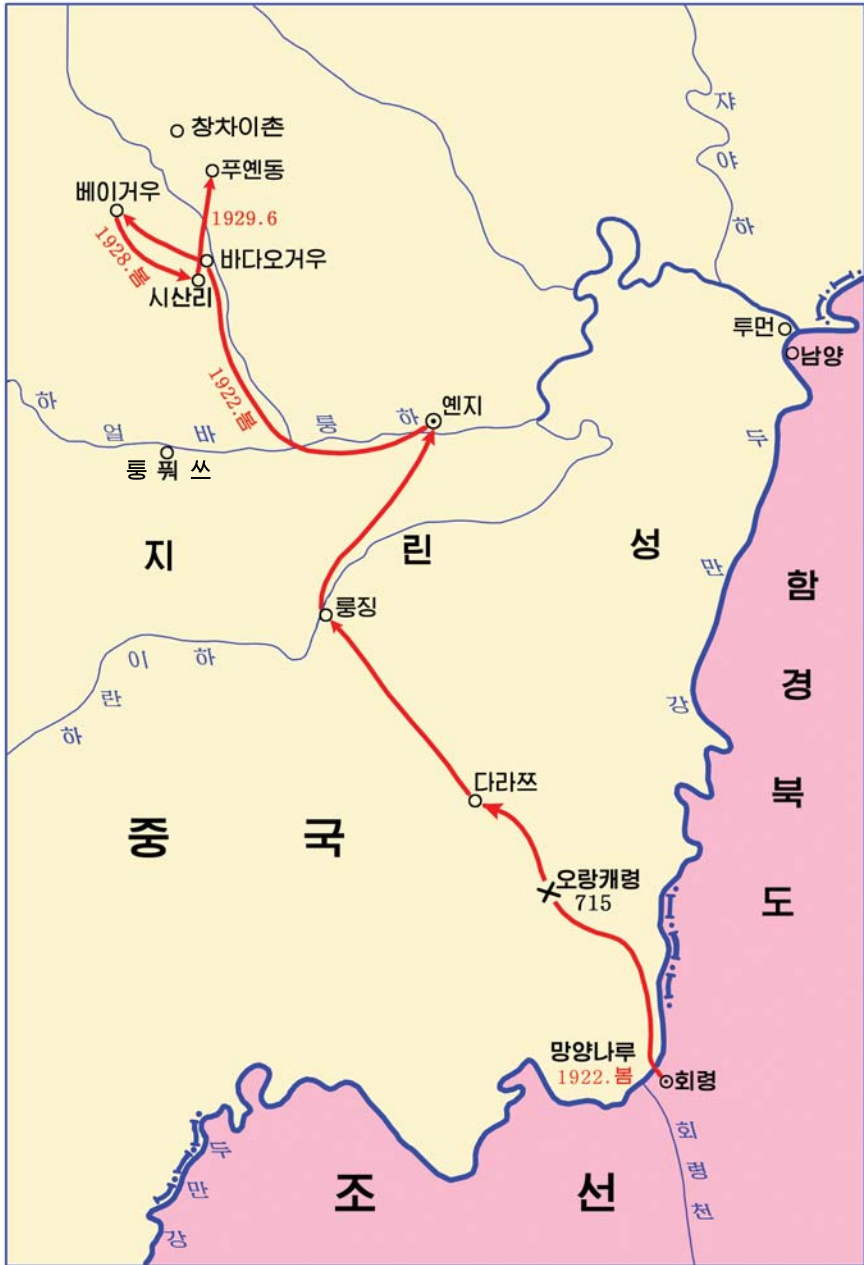 창차이촌
푸옌동
베이거우
1929.6
1928.봄
바다오거우
시산리
1922.봄
쟈야하
투먼
남양
하얼바퉁하
옌지
퉁풔쓰
두만강
지린성
룽징
하란이하
함경북도
다라쯔
중국
오랑캐령
715
망양나루
1922.봄
회령
회령천
두만강
조선